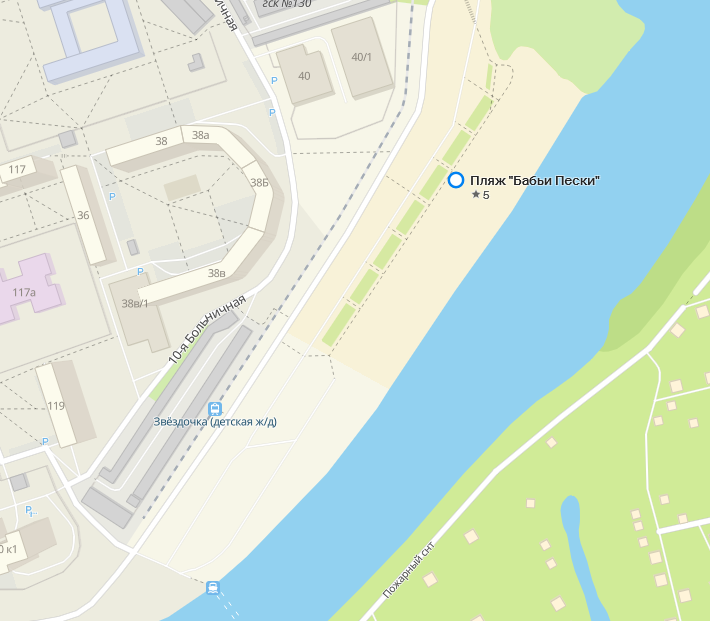 гск №130
40/1
40
38а
38
38Б
117
36
Пляж "Бабьи Пески"
5
38в
117а
38в/1
10-я Больничная
119
Звёздочка (детская ж/д)
Пожарный снт
P
P
P
P
P
P